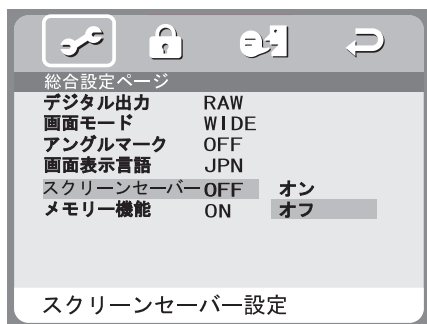 総合設定ページ
デジタル出力 RAW
画面モード WIDE
アングルマーク OFF
画面表示言語 JPN
スクリーンセーバー OFF オン
メモリー機能 ON オフ
スクリーンセーバー設定